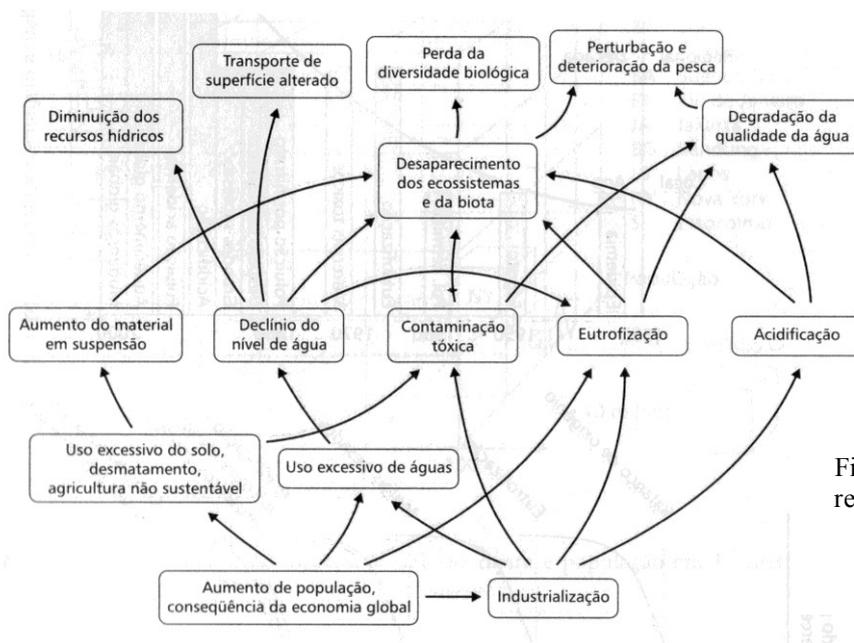 Transporte de
superfície alterado
Perda da
diversidade biológica
Perturbação e
deterioração da pesca
Diminuição dos
recursos hídricos
Degradação da
qualidade da água
Desaparecimento
dos ecossistemas
e da biota
Aumento do material
em suspensão
Declínio do
nível de água
Contaminação
tóxica
Eutrofização
Acidificação
Uso excessivo do solo,
desmatamento,
agricultura não sustentável
Uso excessivo de águas
Fi
re
Aumento de população,
conseqüência da economia global
Industrialização